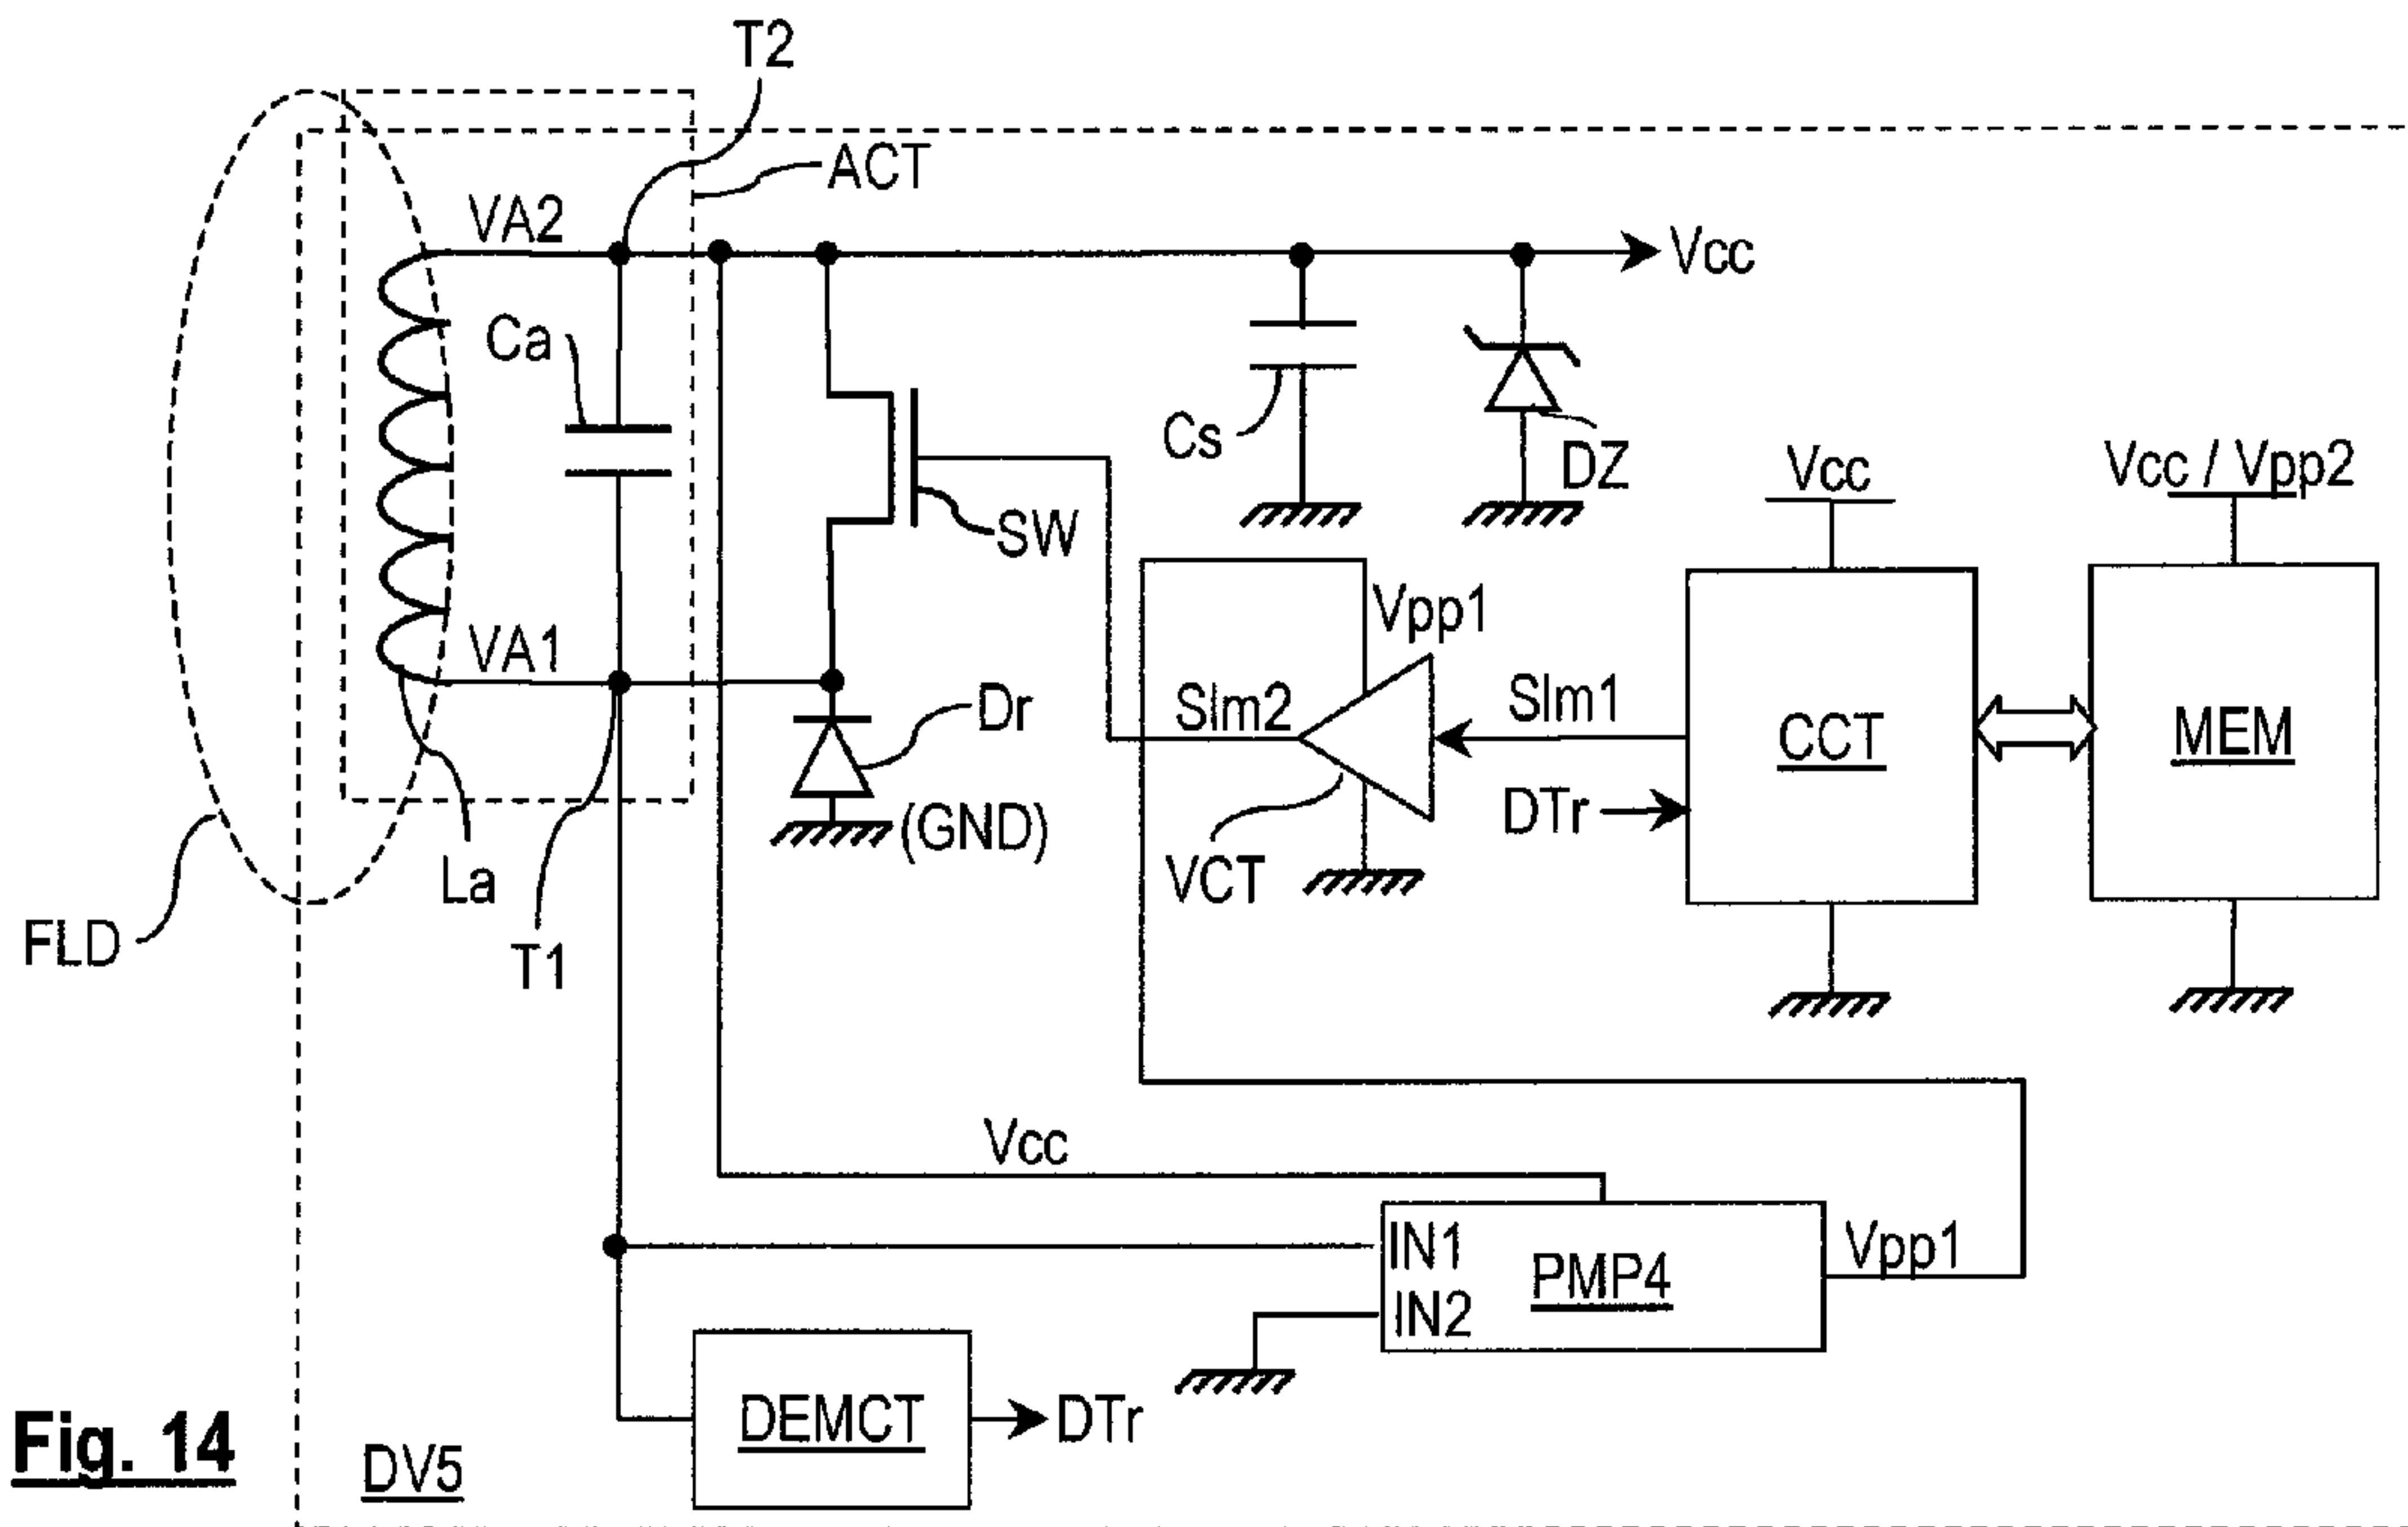 T2
ACT
VA2
Vcc
Ca
Cs
DZ
Vcc
Vcc / Vpp2
SW
Vpp1
VA1
Slm2
Slm1
Dr
CCT
MEM
DTr
(GND)
VCT
La
FLD
T1
Vcc
IN1
PMP4
Vpp1
IN2
DEMCT
DTr
Fig. 14
DV5